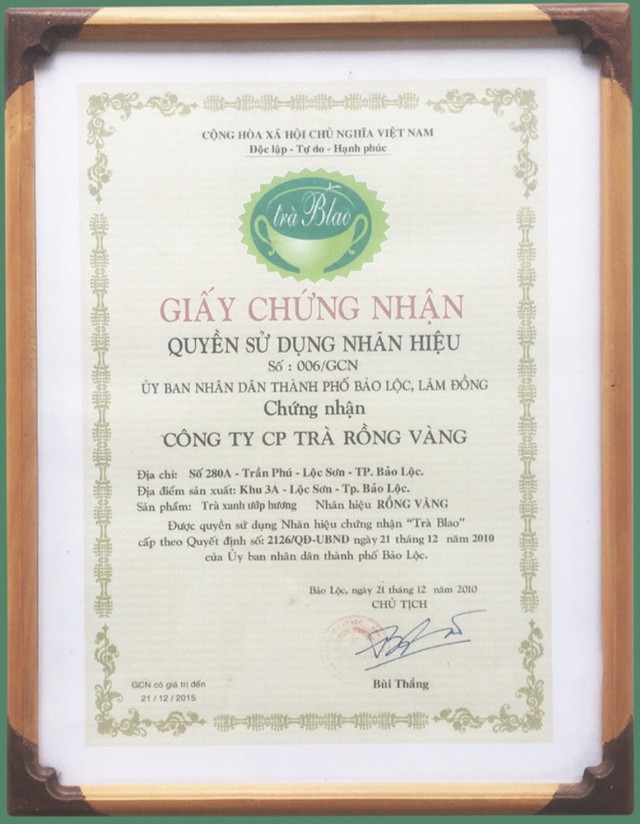 CỘNG HÒA XÃ HỘI CHỦ NGHĨA VIỆT NAM
Độc lập - Tự do - Hạnh phúc
trà Blao
GIẤY CHỨNG NHẬN
QUYỀN SỬ DỤNG NHÃN HIỆU
Số : 006/GCN
ỦY BAN NHÂN DÂN THÀNH PHỐ BẢO LỘC, LÂM ĐỒNG
Chứng nhận
CÔNG TY CP TRÀ RỒNG VÀNG
Địa chỉ: Số 280A - Trần Phú - Lộc Sơn - TP. Bảo Lộc.
Địa điểm sản xuất: Khu 3A - Lộc Sơn - Tp. Bảo Lộc.
Sản phẩm: Trà xanh ướp hương Nhãn hiệu RỒNG VÀNG
Được quyền sử dụng Nhãn hiệu chứng nhận "Trà Blao"
cấp theo Quyết định số: 2126/QĐ-UBND ngày 21 tháng 12 năm 2010
của Ủy ban nhân dân thành phố Bảo Lộc.
Bảo Lộc, ngày 21 tháng 12 năm 2010
CHỦ TỊCH
Bùi Thắng
GCN có giá trị đến
21 / 12 / 2015